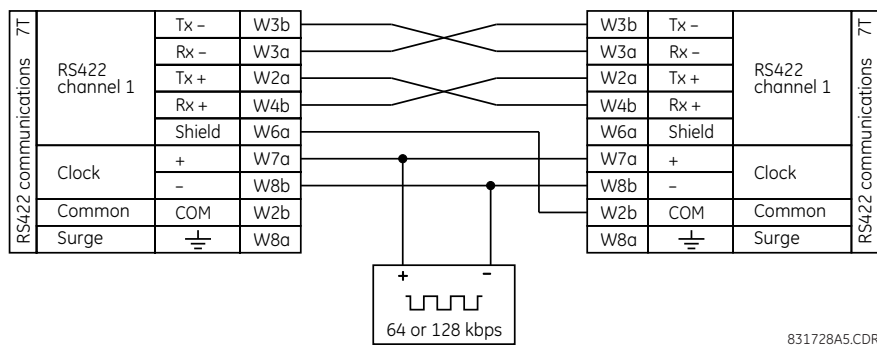 7T
RS422 communications
RS422
channel 1
Tx – W3b
Rx – W3a
Tx + W2a
Rx + W4b
Shield W6a
Clock
+ W7a
– W8b
Common COM W2b
Surge W8a
W3b Tx –
W3a Rx –
W2a Tx +
W4b Rx +
W6a Shield
RS422
channel 1
W7a +
W8b –
Clock
W2b COM Common
W8a Surge
7T
RS422 communications
+ -
64 or 128 kbps
831728A5.CDR